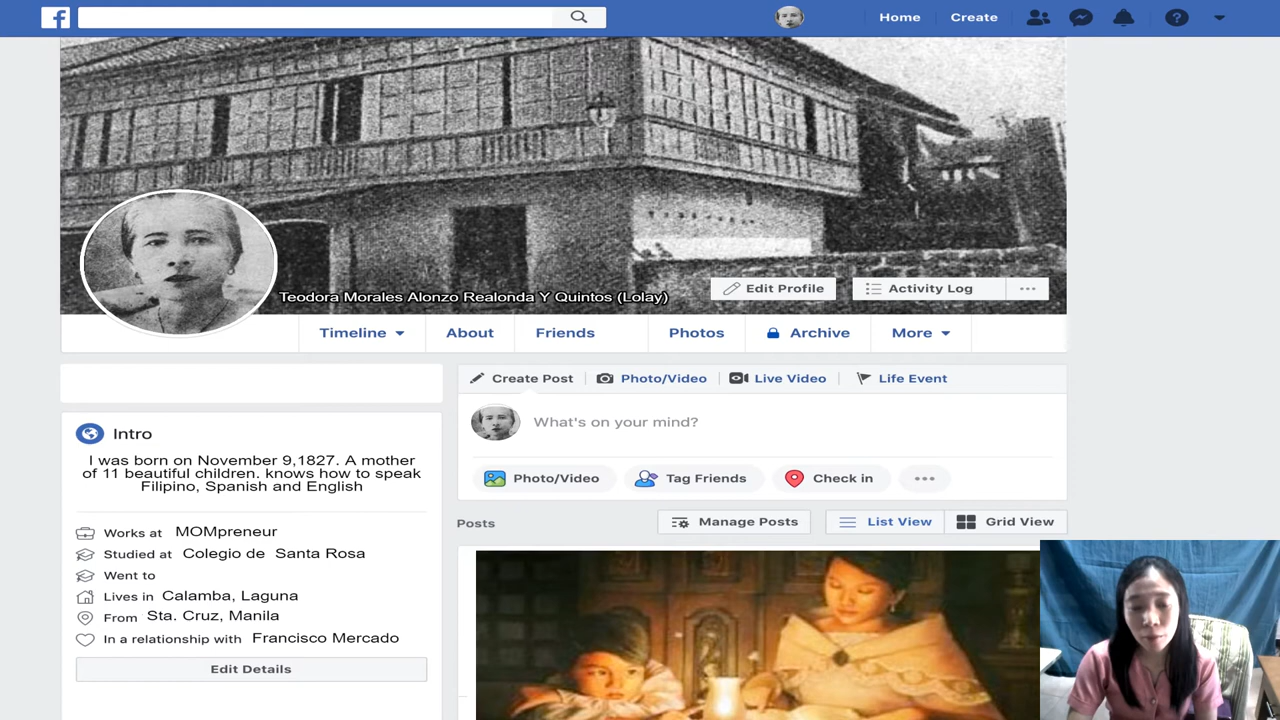 f
Home
Create
Teodora Morales Alonzo Realonda Y Quintos (Lolay)
Edit Profile
Activity Log
Timeline
About
Friends
Photos
Archive
More
Create Post
Photo/Video
Live Video
Life Event
What's on your mind?
Photo/Video
Tag Friends
Check in
Intro
I was born on November 9,1827. A mother
of 11 beautiful children, knows how to speak
Filipino, Spanish and English
Works at MOMpreneur
Studied at Colegio de Santa Rosa
Went to
Lives in Calamba, Laguna
From Sta. Cruz, Manila
In a relationship with Francisco Mercado
Edit Details
Posts
Manage Posts
List View
Grid View